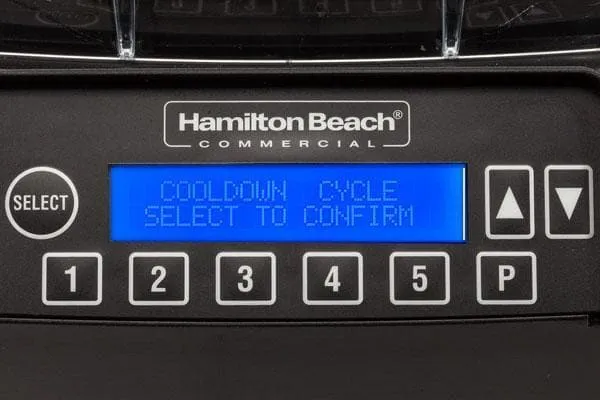 Hamilton Beach®
COMMERCIAL
SELECT
COOLDOWN CYCLE
SELECT TO CONFIRM
1 2 3 4 5 P